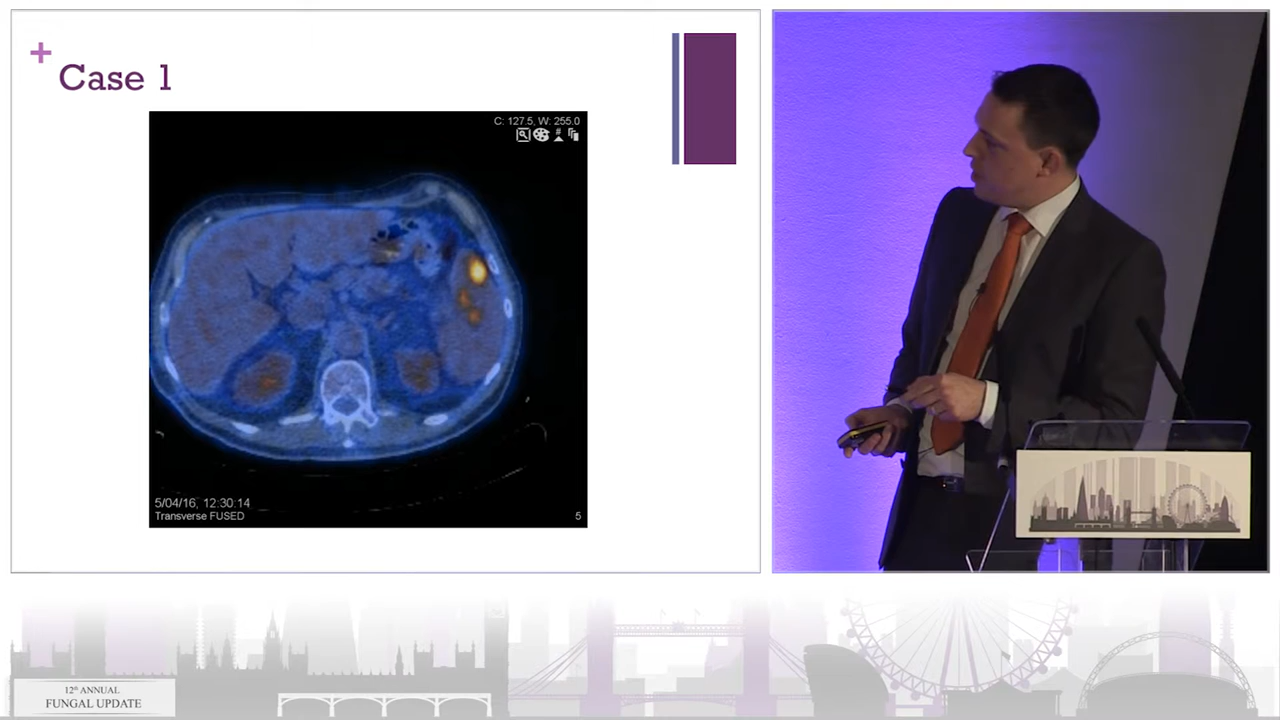 +
Case 1
C: 127.5, W: 255.0
5/04/16, 12:30:14
Transverse FUSED
5
12th ANNUAL
FUNGAL UPDATE